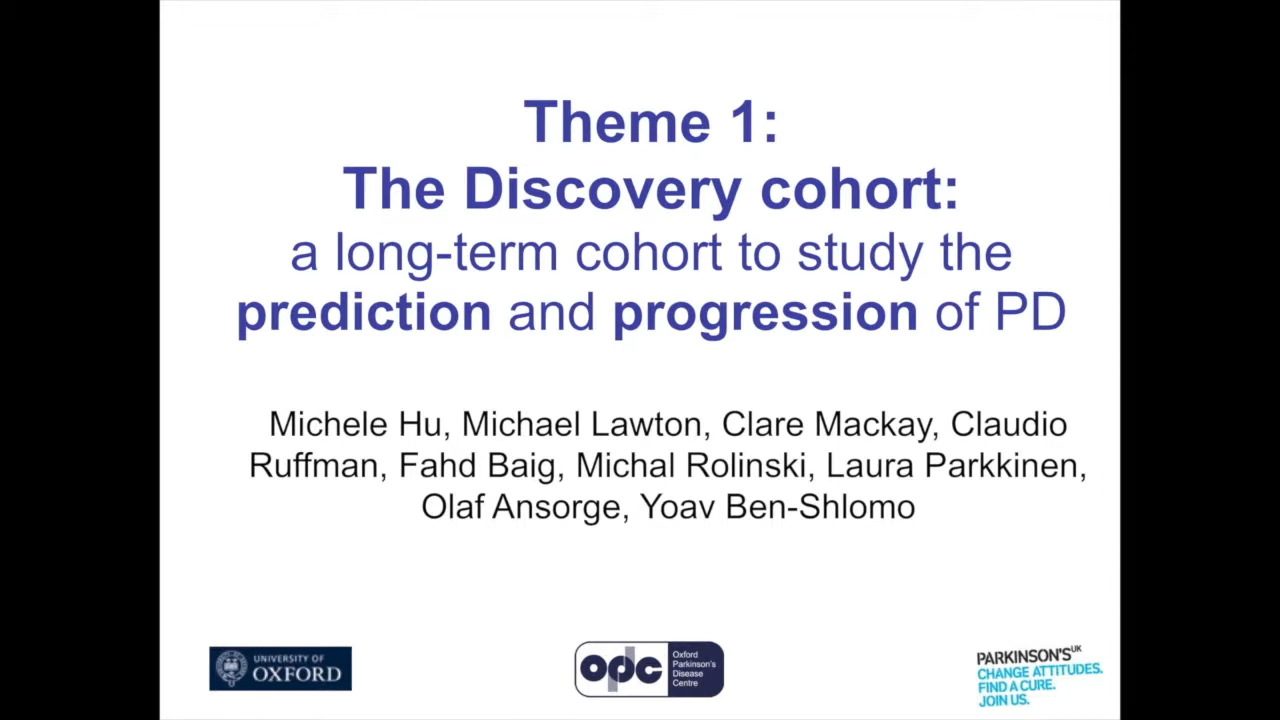 Theme 1:
The Discovery cohort:
a long-term cohort to study the
prediction and progression of PD
Michele Hu, Michael Lawton, Clare Mackay, Claudio
Ruffman, Fahd Baig, Michal Rolinski, Laura Parkkinen,
Olaf Ansorge, Yoav Ben-Shlomo
UNIVERSITY OF
OXFORD
opdc
Oxford
Parkinson's
Disease
Centre
PARKINSON'S UK
CHANGE ATTITUDES.
FIND A CURE.
JOIN US.